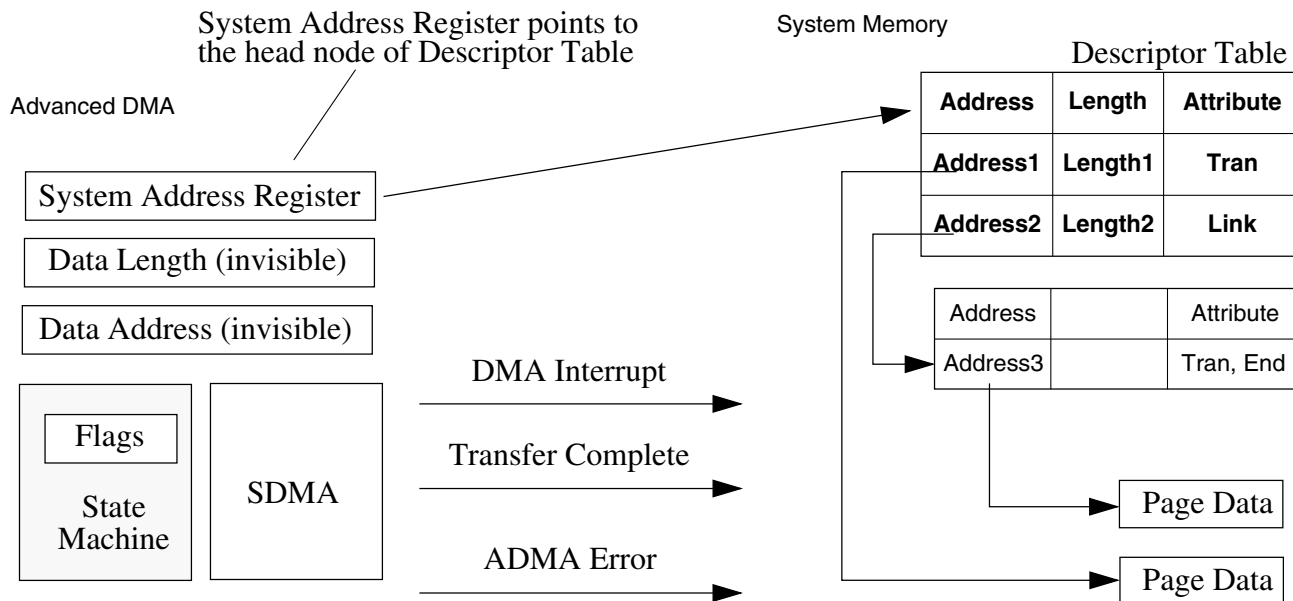 System Address Register points to
the head node of Descriptor Table
System Memory
Descriptor Table
Advanced DMA
Address Length Attribute
Address1 Length1 Tran
Address2 Length2 Link
System Address Register
Data Length (invisible)
Data Address (invisible)
Address Attribute
Address3 Tran, End
Flags
State
Machine
SDMA
DMA Interrupt
Transfer Complete
ADMA Error
Page Data
Page Data